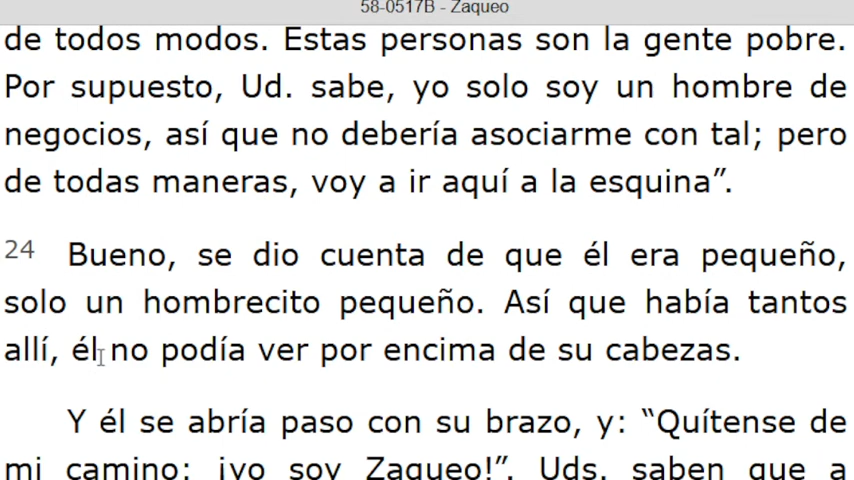 58-0517B - Zaqueo
de todos modos. Estas personas son la gente pobre.
Por supuesto, Ud. sabe, yo solo soy un hombre de
negocios, así que no debería asociarme con tal; pero
de todas maneras, voy a ir aquí a la esquina”.
24 Bueno, se dio cuenta de que él era pequeño,
solo un hombrecito pequeño. Así que había tantos
allí, él no podía ver por encima de su cabezas.
Y él se abría paso con su brazo, y: “Quítense de
mi camino; ¡yo soy Zaqueo!”. Uds. saben que a